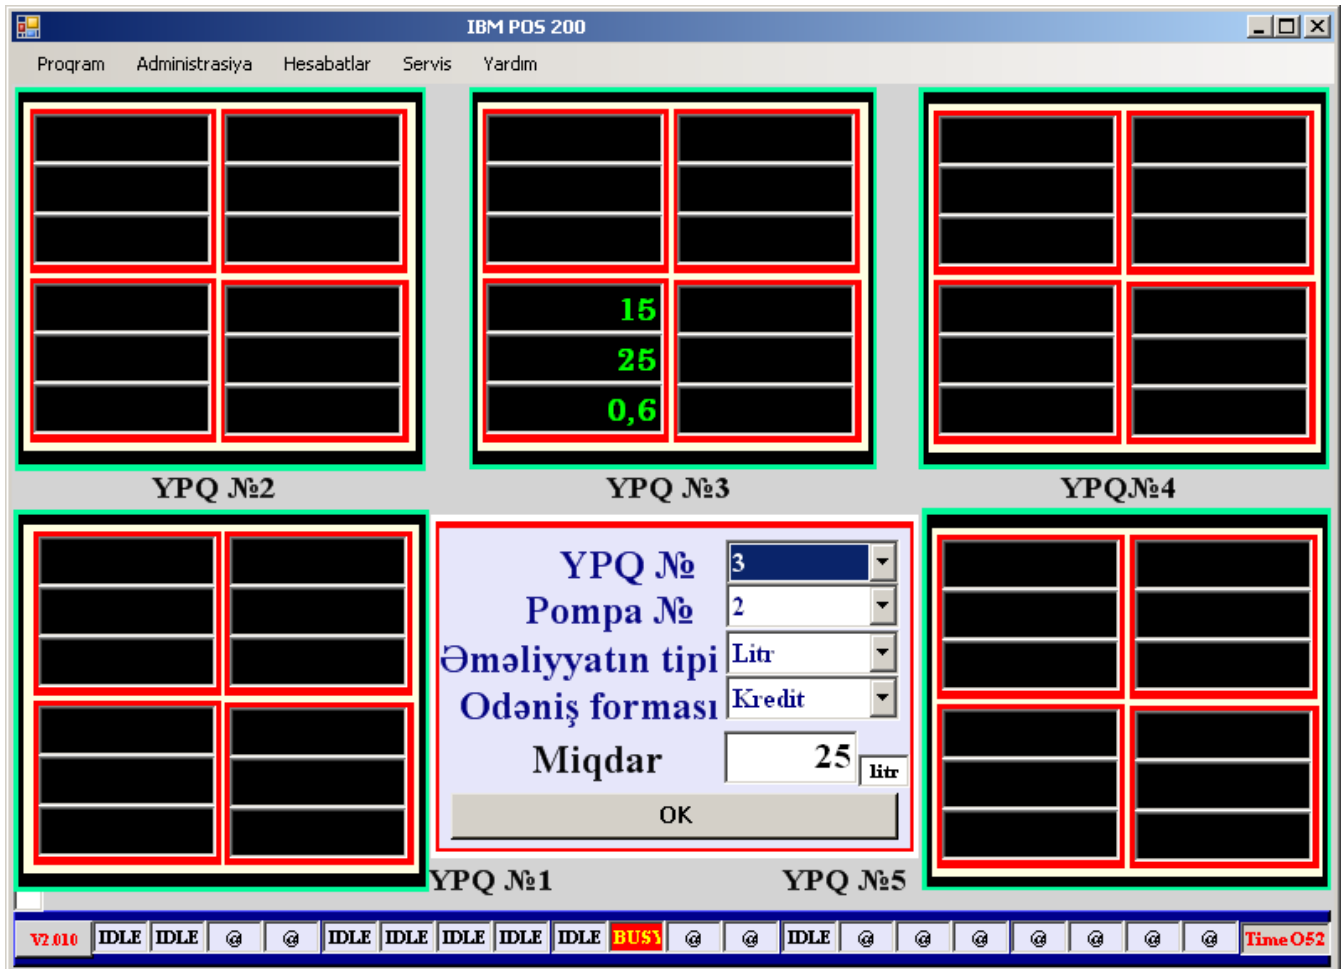 IBM POS 200
Proqram Administrasiya Hesabatlar Servis Yardım
15
25
0,6
YPQ №2 YPQ №3 YPQ№4
YPQ № 3
Pompa № 2
Əməliyyatın tipi Litr
Odəniş forması Kredit
Miqdar 25 litr
OK
YPQ №1 YPQ №5
V2.010 IDLE IDLE @ @ IDLE IDLE IDLE IDLE IDLE BUSY @ @ IDLE @ @ @ @ @ @ @ Time O52